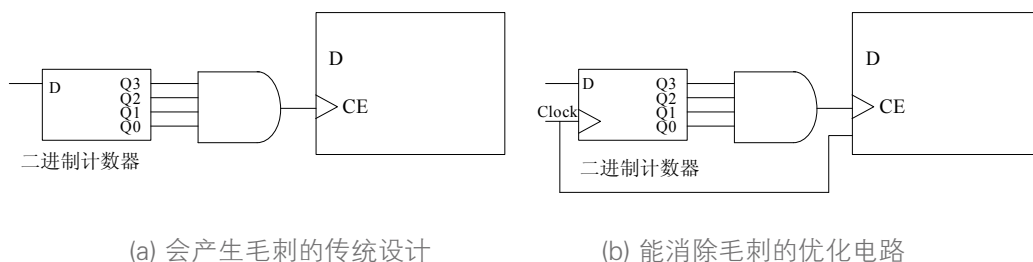 D
Q3
Q2
Q1
Q0
D
CE
二进制计数器
(a) 会产生毛刺的传统设计
Clock
D
Q3
Q2
Q1
Q0
D
CE
二进制计数器
(b) 能消除毛刺的优化电路